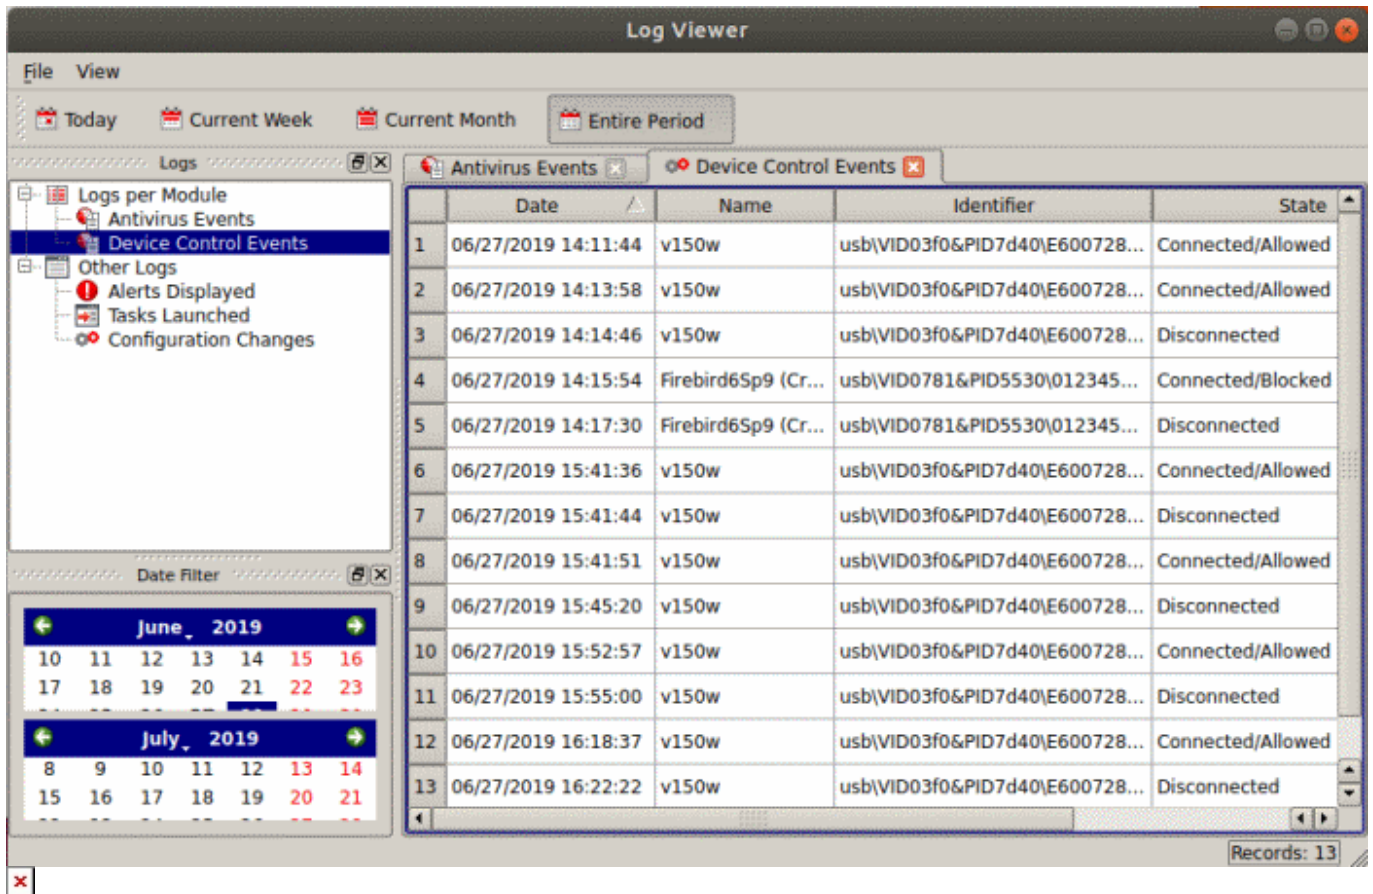 Log Viewer
File View
Today Current Week Current Month Entire Period
Logs
Logs per Module
Antivirus Events
Device Control Events
Other Logs
Alerts Displayed
Tasks Launched
Configuration Changes
Date Filter
June 2019
10 11 12 13 14 15 16
17 18 19 20 21 22 23
July 2019
8 9 10 11 12 13 14
15 16 17 18 19 20 21
Antivirus Events Device Control Events
Date Name Identifier State
1 06/27/2019 14:11:44 v150w usb\VID03f0&PID7d40\E600728... Connected/Allowed
2 06/27/2019 14:13:58 v150w usb\VID03f0&PID7d40\E600728... Connected/Allowed
3 06/27/2019 14:14:46 v150w usb\VID03f0&PID7d40\E600728... Disconnected
4 06/27/2019 14:15:54 Firebird6Sp9 (Cr... usb\VID0781&PID5530\012345... Connected/Blocked
5 06/27/2019 14:17:30 Firebird6Sp9 (Cr... usb\VID0781&PID5530\012345... Disconnected
6 06/27/2019 15:41:36 v150w usb\VID03f0&PID7d40\E600728... Connected/Allowed
7 06/27/2019 15:41:44 v150w usb\VID03f0&PID7d40\E600728... Disconnected
8 06/27/2019 15:41:51 v150w usb\VID03f0&PID7d40\E600728... Connected/Allowed
9 06/27/2019 15:45:20 v150w usb\VID03f0&PID7d40\E600728... Disconnected
10 06/27/2019 15:52:57 v150w usb\VID03f0&PID7d40\E600728... Connected/Allowed
11 06/27/2019 15:55:00 v150w usb\VID03f0&PID7d40\E600728... Disconnected
12 06/27/2019 16:18:37 v150w usb\VID03f0&PID7d40\E600728... Connected/Allowed
13 06/27/2019 16:22:22 v150w usb\VID03f0&PID7d40\E600728... Disconnected
Records: 13